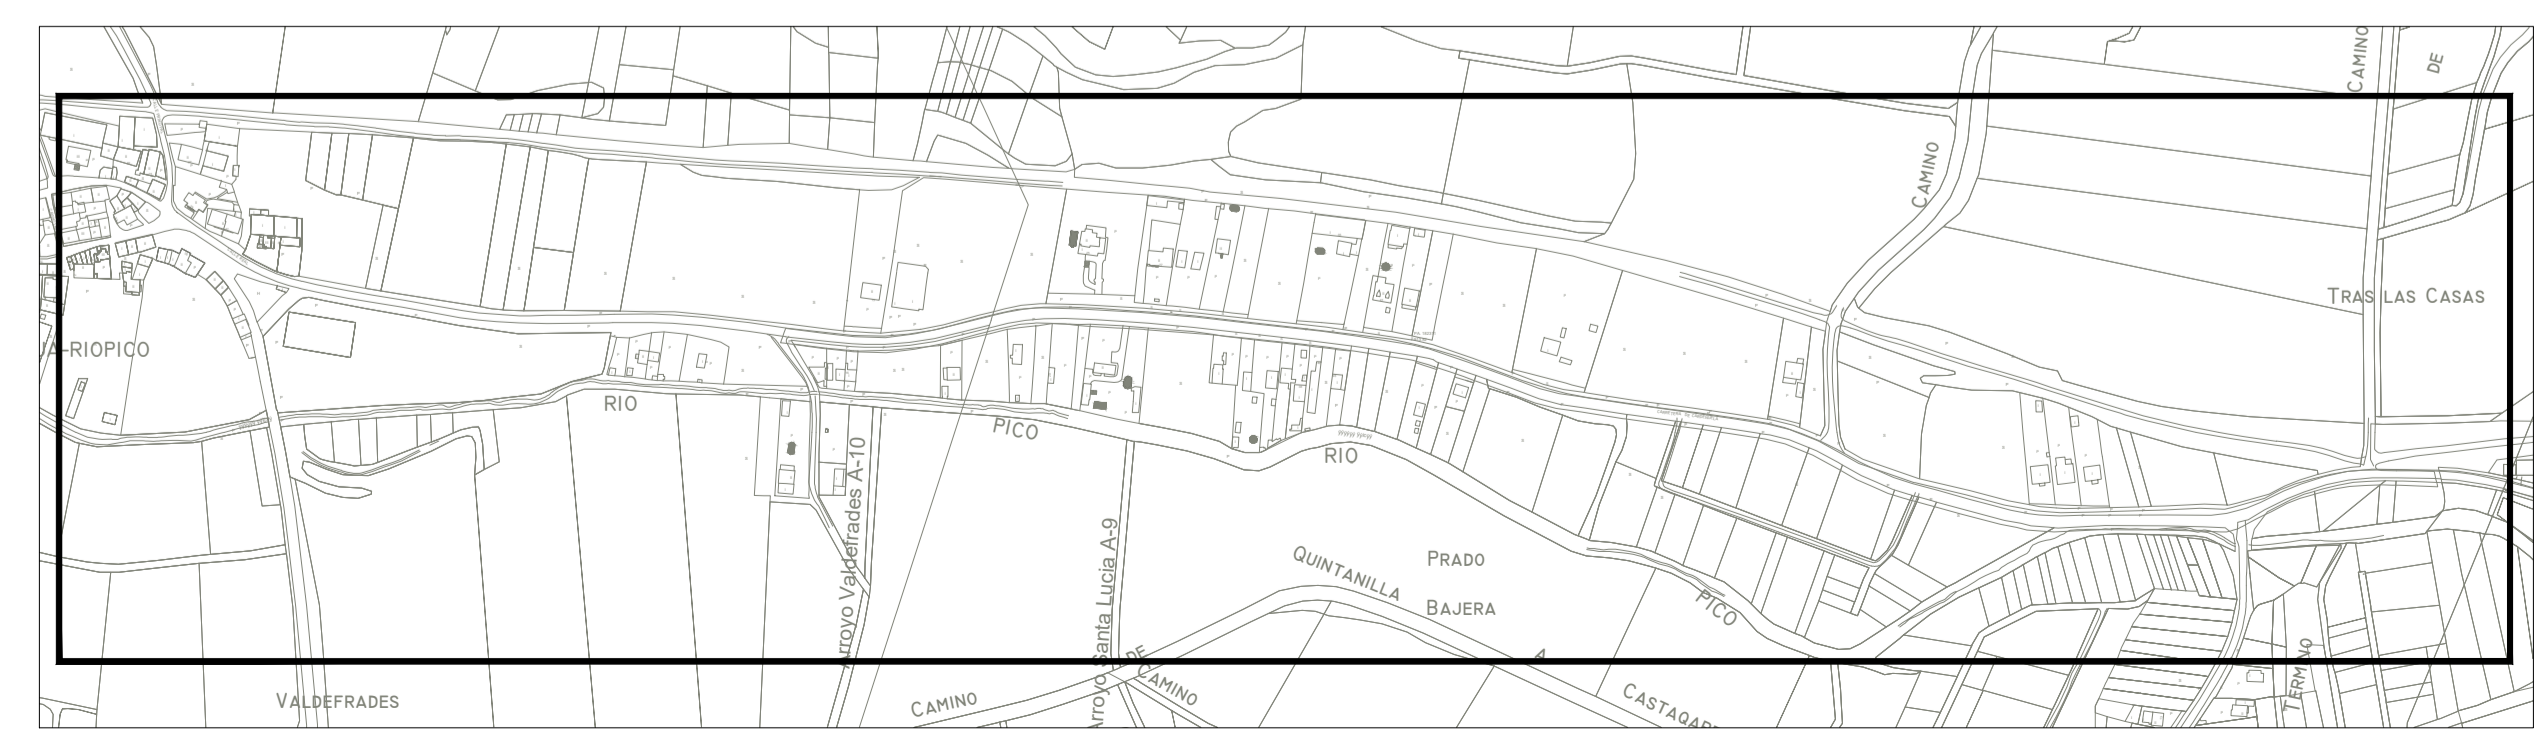 CAMINO
DE
CAMINO
TRAS LAS CASAS
JA-RIOPICO
RIO
PICO
RIO
Arroyo Valdefrades A-10
Arroyo Santa Lucia A-9
QUINTANILLA
PRADO
BAJERA
PICO
DE
CAMINO
A
TERMINO
VALDEFRADES
CAMINO
CASTAQAR